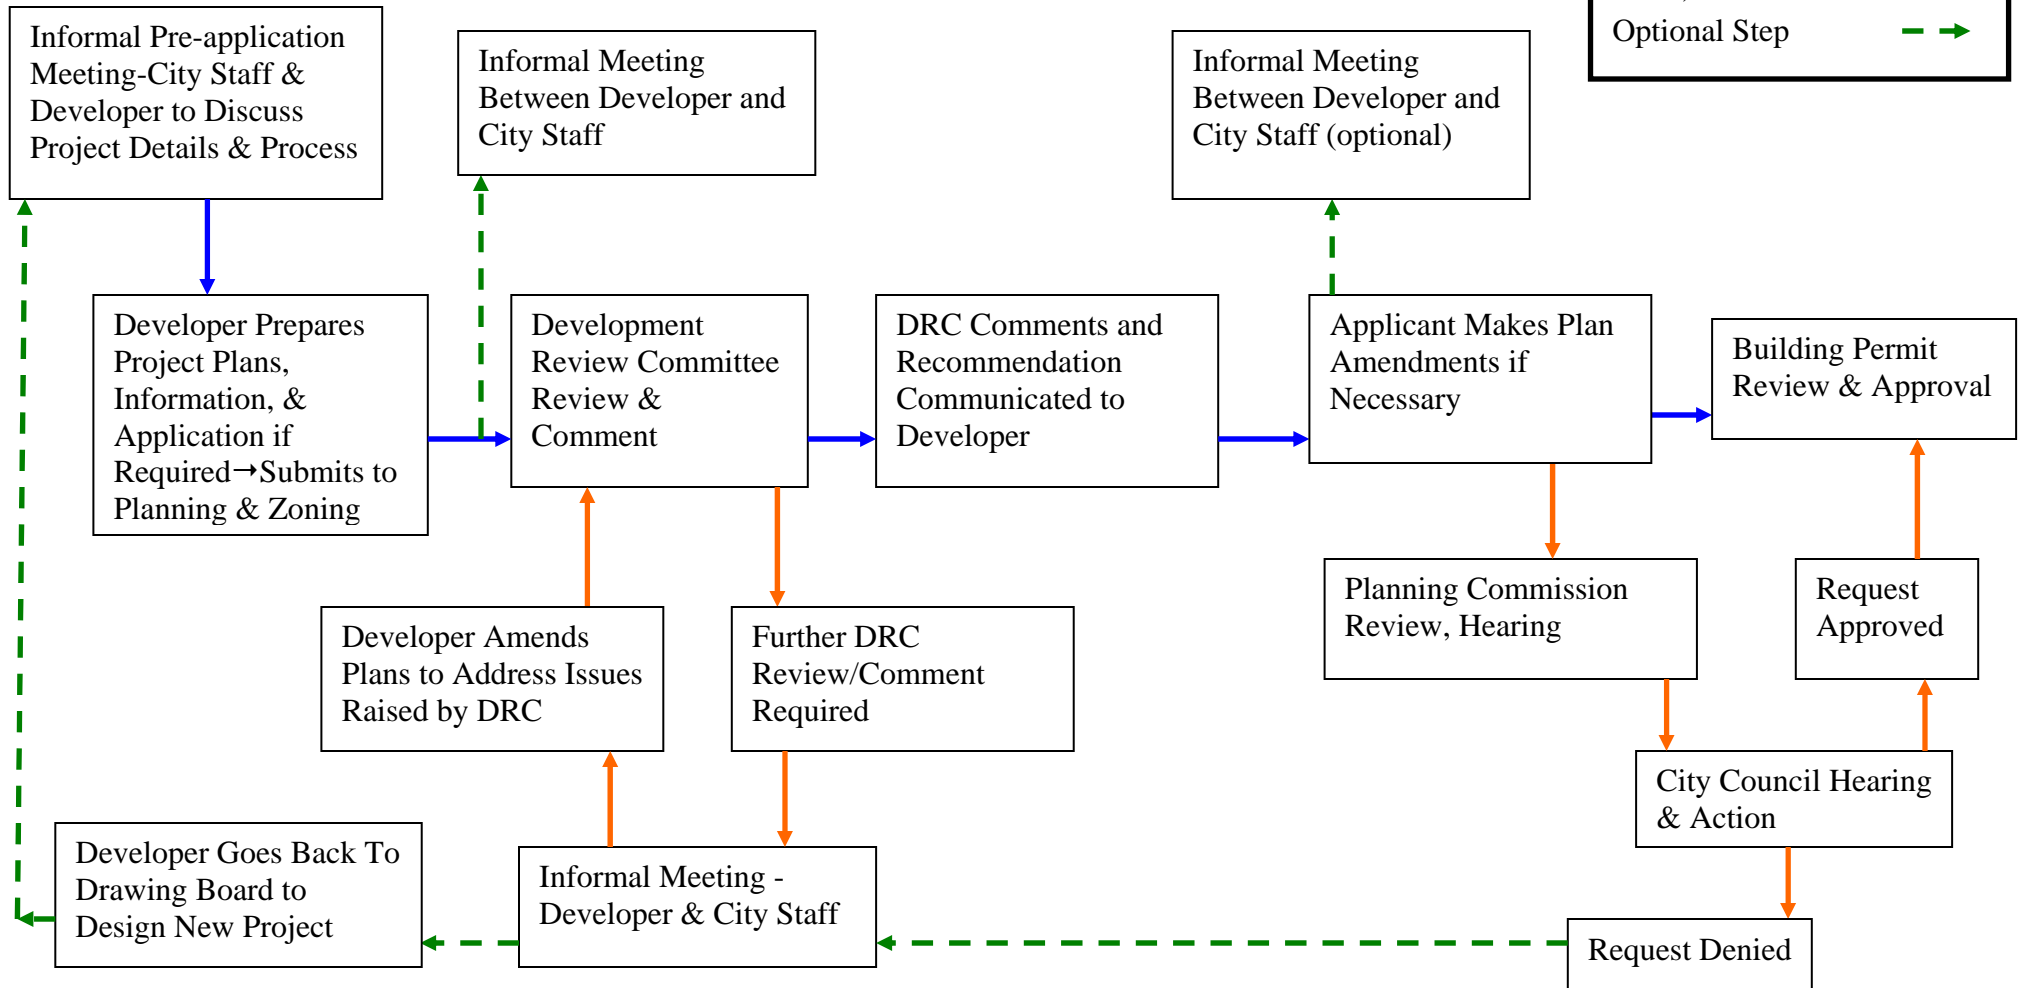 Optional Step
Informal Pre-application
Meeting-City Staff &
Developer to Discuss
Project Details & Process
Informal Meeting
Between Developer and
City Staff
Informal Meeting
Between Developer and
City Staff (optional)
Developer Prepares
Project Plans,
Information, &
Application if
Required→Submits to
Planning & Zoning
Development
Review Committee
Review &
Comment
DRC Comments and
Recommendation
Communicated to
Developer
Applicant Makes Plan
Amendments if
Necessary
Building Permit
Review & Approval
Developer Amends
Plans to Address Issues
Raised by DRC
Further DRC
Review/Comment
Required
Planning Commission
Review, Hearing
Request
Approved
City Council Hearing
& Action
Developer Goes Back To
Drawing Board to
Design New Project
Informal Meeting -
Developer & City Staff
Request Denied